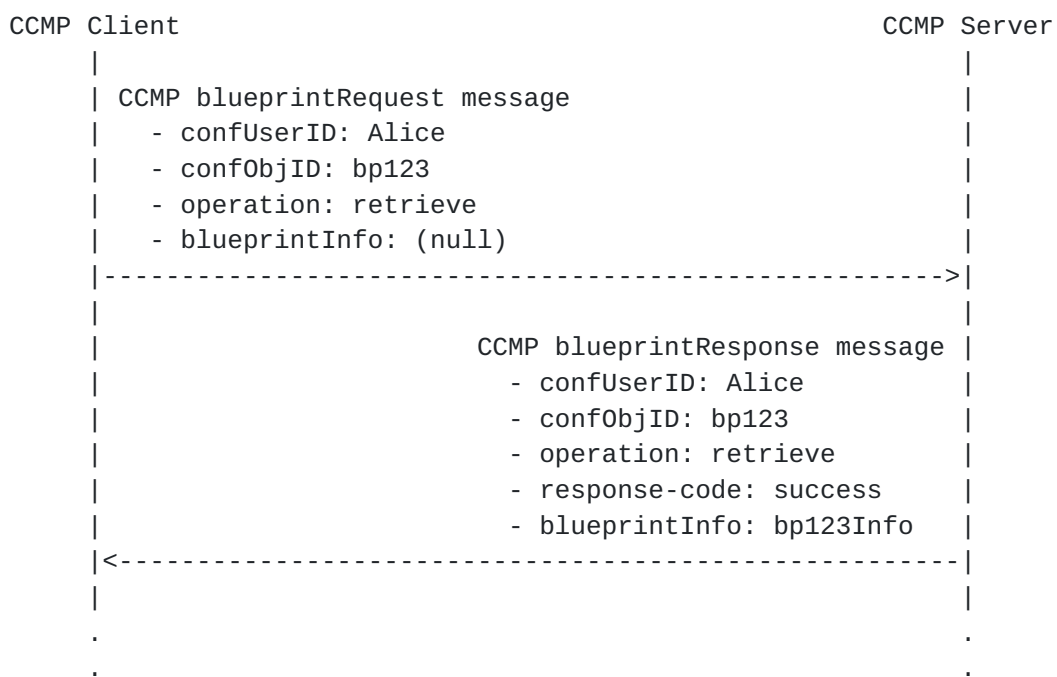 CCMP Client CCMP Server
CCMP blueprintRequest message
- confUserID: Alice
- confObjID: bp123
- operation: retrieve
- blueprintInfo: (null)
CCMP blueprintResponse message
- confUserID: Alice
- confObjID: bp123
- operation: retrieve
- response-code: success
- blueprintInfo: bp123Info